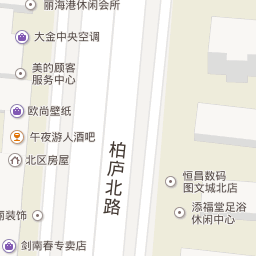 丽海港休闲会所
大金中央空调
美的顾客
服务中心
欧尚壁纸
午夜游人酒吧
北区房屋
柏庐北路
恒昌数码
图文城北店
添福堂足浴
休闲中心
丽装饰
剑南春专卖店